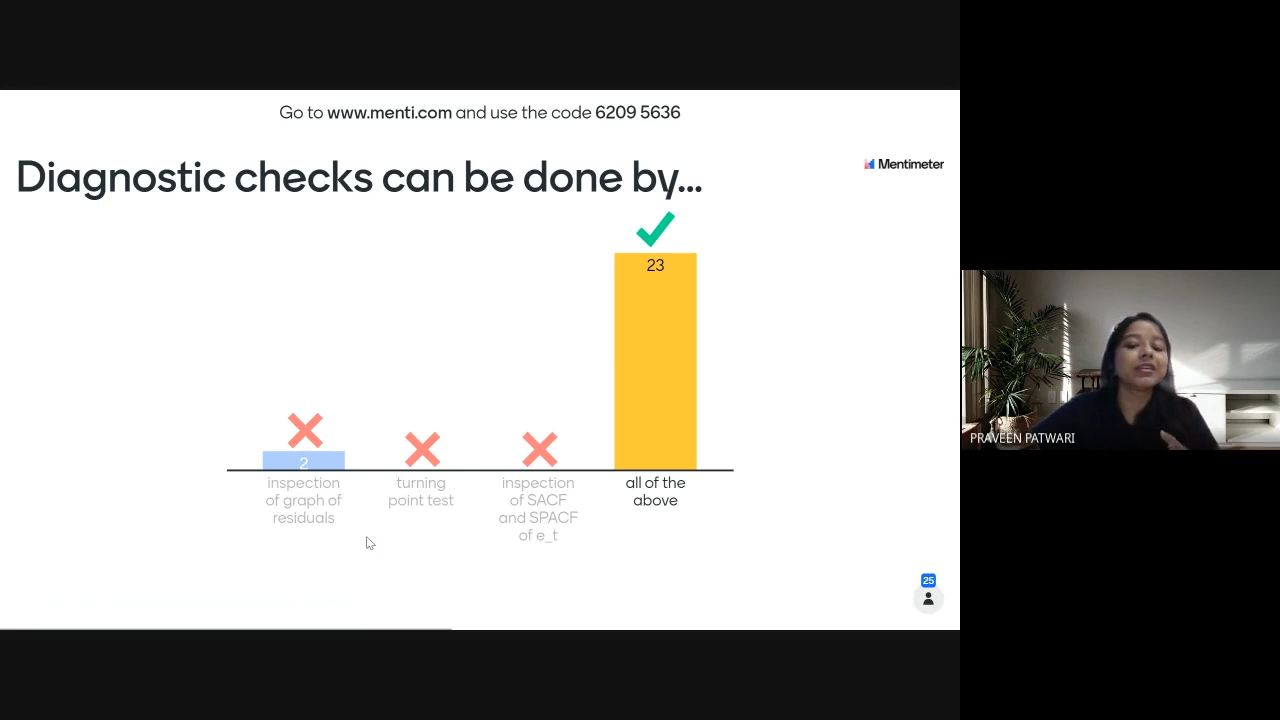 Go to www.menti.com and use the code 6209 5636
Diagnostic checks can be done by...
Mentimeter
23
2
inspection
of graph of
residuals
turning
point test
inspection
of SACF
and SPACF
of e_t
all of the
above
25
PRAVEEN PATWARI